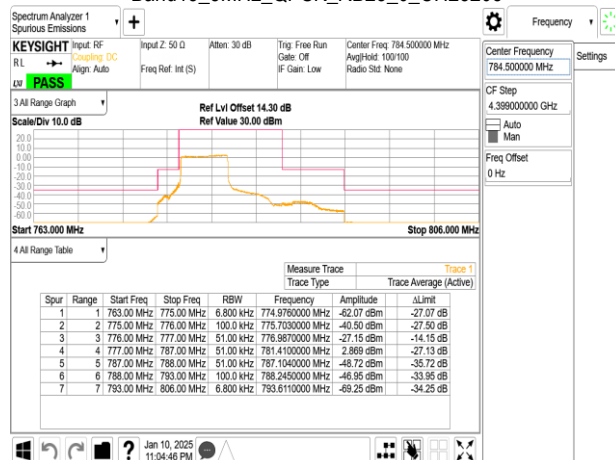 Spectrum Analyzer 1
Spurious Emissions
Frequency
KEYSIGHT
Input: RF
Coupling: DC
Align: Auto
Input Z: 50 Ω
Freq Ref: Int (S)
Atten: 30 dB
Trig: Free Run
Gate: Off
IF Gain: Low
Center Freq: 784.500000 MHz
Avg|Hold: 100/100
Radio Std: None
RL
LXI
PASS
Center Frequency
784.500000 MHz
Settings
CF Step
4.399000000 GHz
Auto
Man
Freq Offset
0 Hz
3 All Range Graph
Scale/Div 10.0 dB
Ref Lvl Offset 14.30 dB
Ref Value 30.00 dBm
20.0
10.0
0.00
-10.0
-20.0
-30.0
-40.0
-50.0
-60.0
Start 763.000 MHz
Stop 806.000 MHz
4 All Range Table
Measure Trace Trace 1
Trace Type Trace Average (Active)
Spur Range Start Freq Stop Freq RBW Frequency Amplitude ΔLimit
1 1 763.00 MHz 775.00 MHz 6.800 kHz 774.9760000 MHz -62.07 dBm -27.07 dB
2 2 775.00 MHz 776.00 MHz 100.0 kHz 775.7030000 MHz -40.50 dBm -27.50 dB
3 3 776.00 MHz 777.00 MHz 51.00 kHz 776.9870000 MHz -27.15 dBm -14.15 dB
4 4 777.00 MHz 787.00 MHz 51.00 kHz 781.4100000 MHz 2.869 dBm -27.13 dB
5 5 787.00 MHz 788.00 MHz 51.00 kHz 787.1040000 MHz -48.72 dBm -35.72 dB
6 6 788.00 MHz 793.00 MHz 100.0 kHz 788.2450000 MHz -46.95 dBm -33.95 dB
7 7 793.00 MHz 806.00 MHz 6.800 kHz 793.6110000 MHz -69.25 dBm -34.25 dB
?
Jan 10, 2025
11:04:46 PM